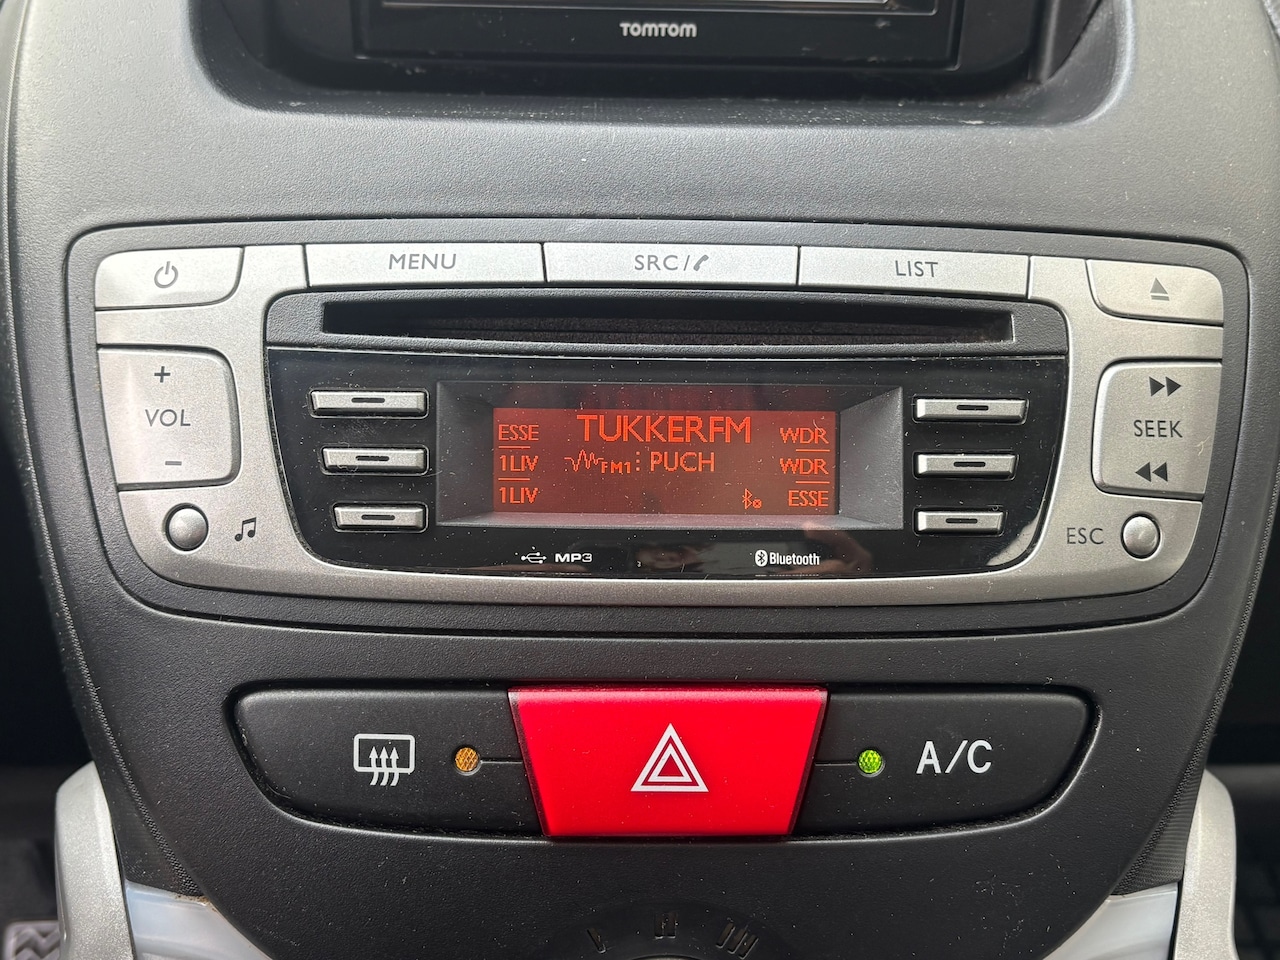 TOMTOM
MENU SRC/ LIST
+
VOL
−
SEEK
ESC
TUKKERFM
ESSE WDR
1LIV FM1 PUCH WDR
1LIV ESSE
MP3 Bluetooth
A/C